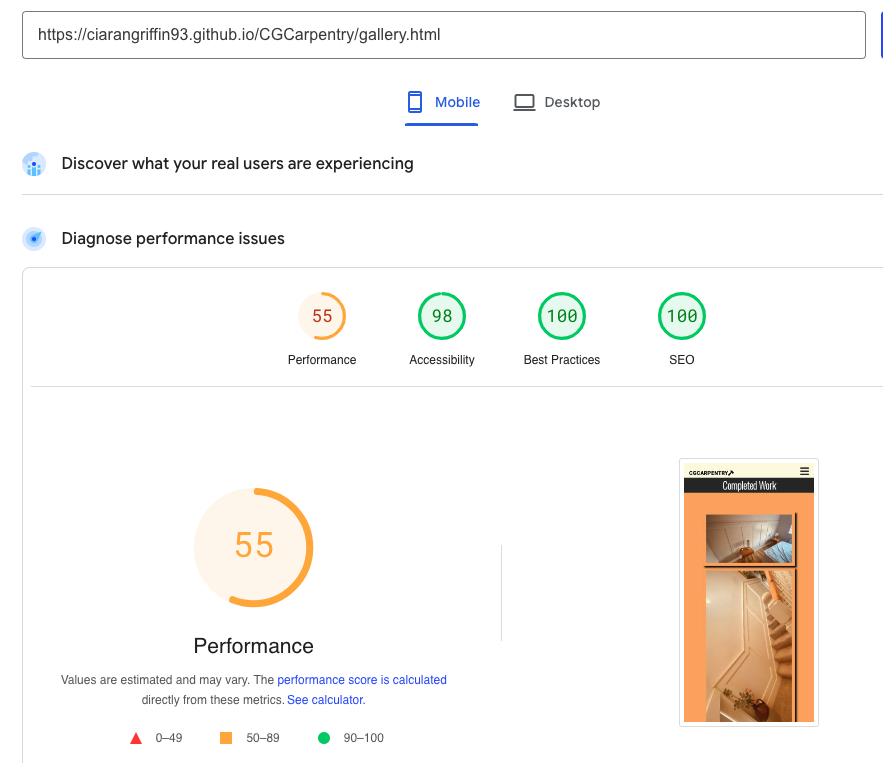 https://ciarangriffin93.github.io/CGCarpentry/gallery.html
Mobile
Desktop
Discover what your real users are experiencing
Diagnose performance issues
55
98
100
100
Performance
Accessibility
Best Practices
SEO
CGCARPENTRY
Completed Work
55
Performance
Values are estimated and may vary. The performance score is calculated
directly from these metrics. See calculator.
0–49
50–89
90–100